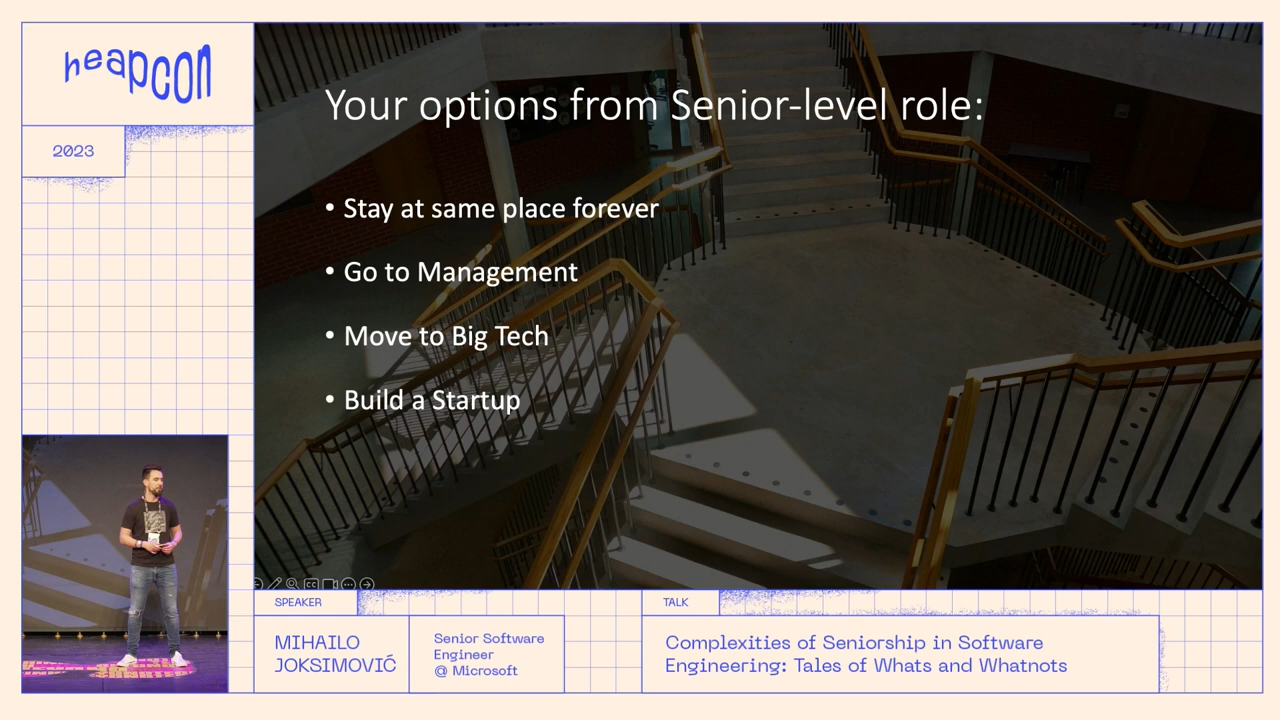 heapcon
2023
Your options from Senior-level role:
• Stay at same place forever
• Go to Management
• Move to Big Tech
• Build a Startup
SPEAKER
MIHAILO
JOKSIMOVIĆ
Senior Software
Engineer
@ Microsoft
TALK
Complexities of Seniorship in Software
Engineering: Tales of Whats and Whatnots